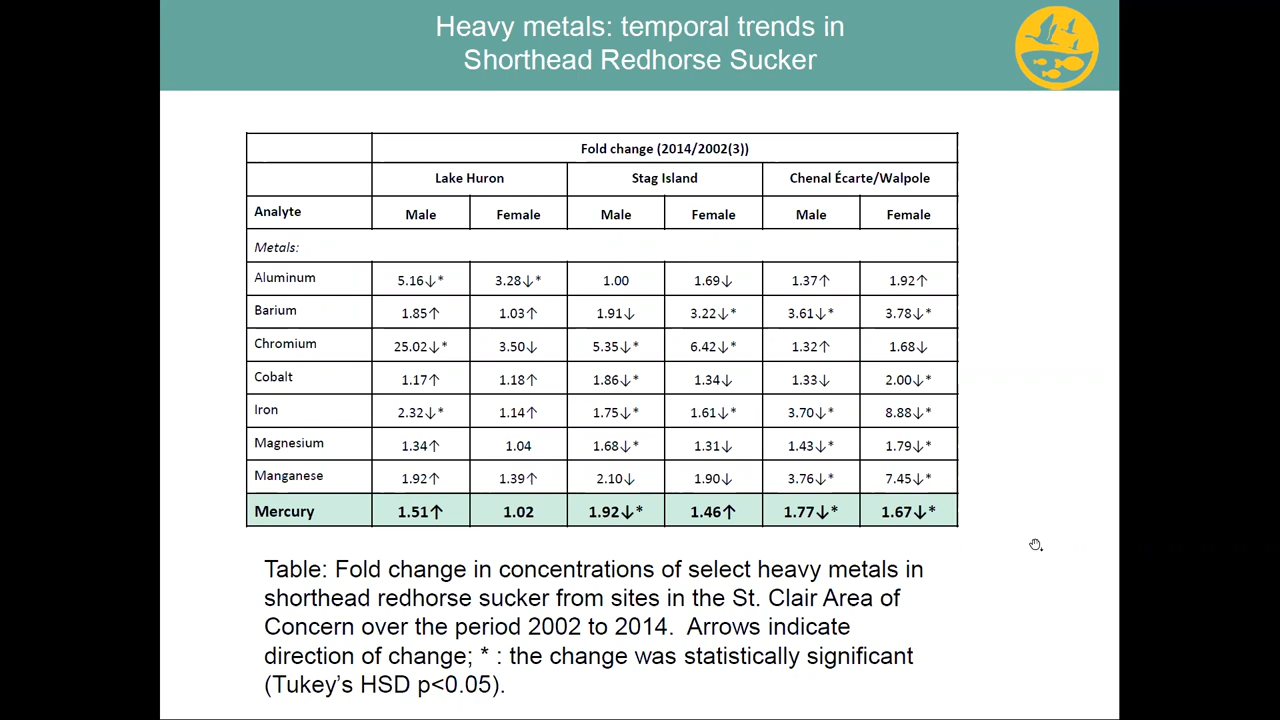 Heavy metals: temporal trends in
Shorthead Redhorse Sucker
Fold change (2014/2002(3))
Lake Huron Stag Island Chenal Écarte/Walpole
Analyte Male Female Male Female Male Female
Metals:
Aluminum 5.16↓* 3.28↓* 1.00 1.69↓ 1.37↑ 1.92↑
Barium 1.85↑ 1.03↑ 1.91↓ 3.22↓* 3.61↓* 3.78↓*
Chromium 25.02↓* 3.50↓ 5.35↓* 6.42↓* 1.32↑ 1.68↓
Cobalt 1.17↑ 1.18↑ 1.86↓* 1.34↓ 1.33↓ 2.00↓*
Iron 2.32↓* 1.14↑ 1.75↓* 1.61↓* 3.70↓* 8.88↓*
Magnesium 1.34↑ 1.04 1.68↓* 1.31↓ 1.43↓* 1.79↓*
Manganese 1.92↑ 1.39↑ 2.10↓ 1.90↓ 3.76↓* 7.45↓*
Mercury 1.51↑ 1.02 1.92↓* 1.46↑ 1.77↓* 1.67↓*
Table: Fold change in concentrations of select heavy metals in
shorthead redhorse sucker from sites in the St. Clair Area of
Concern over the period 2002 to 2014. Arrows indicate
direction of change; * : the change was statistically significant
(Tukey's HSD p<0.05).